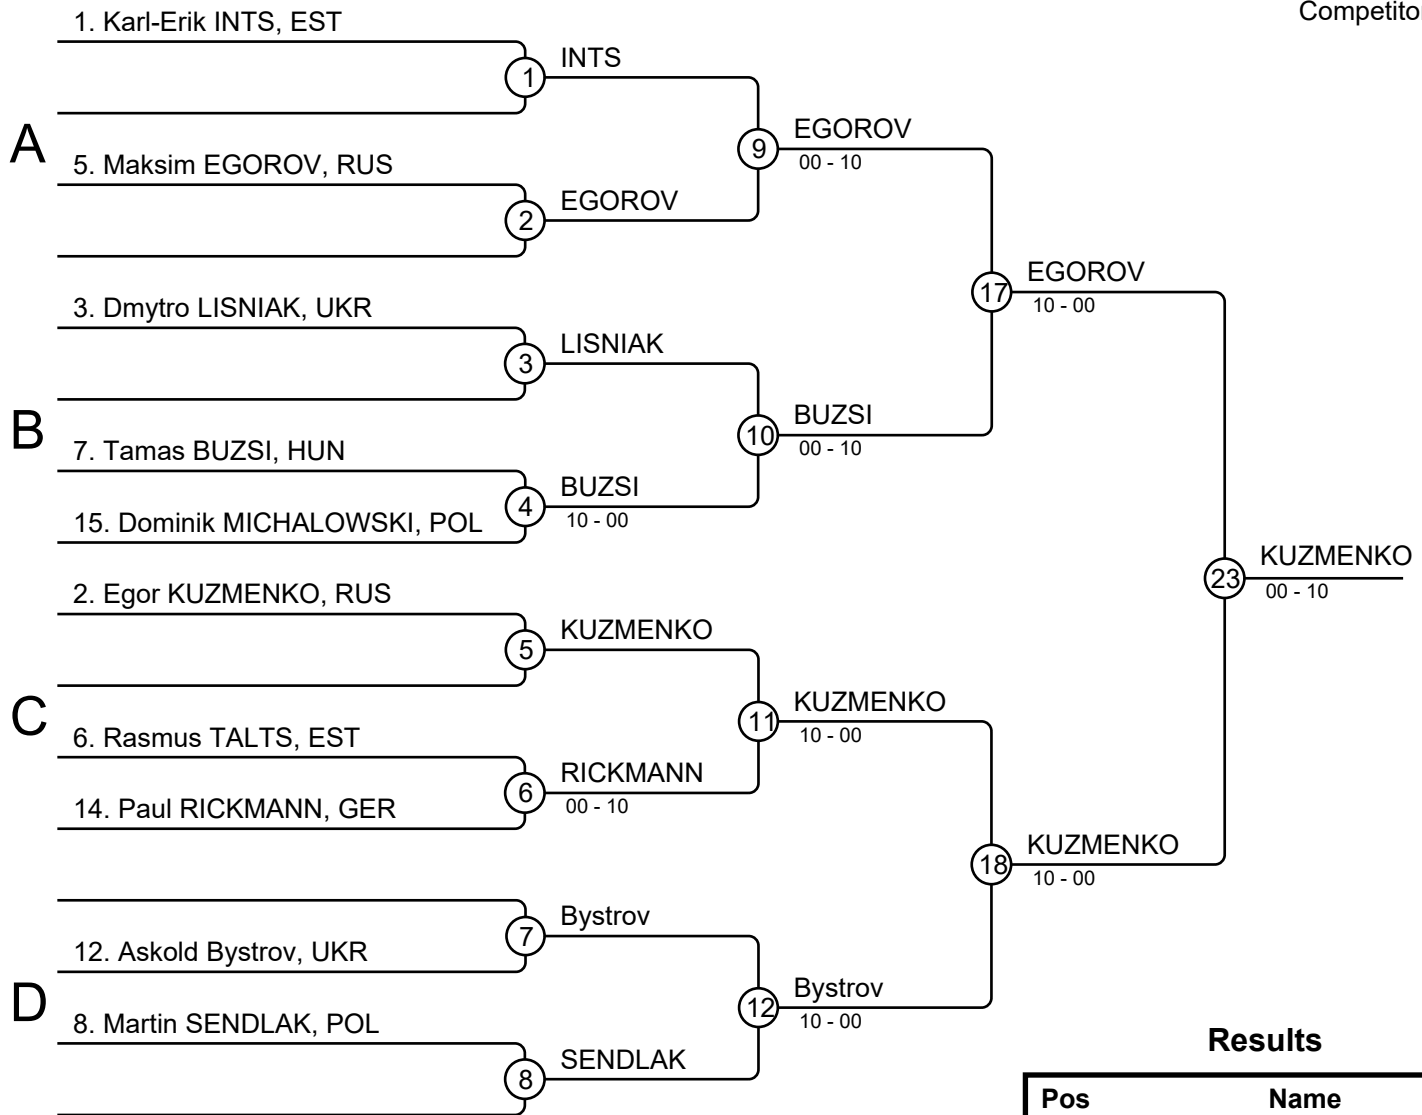 Competitor
1. Karl-Erik INTS, EST
1
INTS
A
9
EGOROV
00 - 10
5. Maksim EGOROV, RUS
2
EGOROV
17
EGOROV
10 - 00
3. Dmytro LISNIAK, UKR
3
LISNIAK
B
10
BUZSI
00 - 10
7. Tamas BUZSI, HUN
4
BUZSI
10 - 00
15. Dominik MICHALOWSKI, POL
23
KUZMENKO
00 - 10
2. Egor KUZMENKO, RUS
5
KUZMENKO
C
11
KUZMENKO
10 - 00
6. Rasmus TALTS, EST
6
RICKMANN
00 - 10
14. Paul RICKMANN, GER
18
KUZMENKO
10 - 00
7
Bystrov
12. Askold Bystrov, UKR
D
12
Bystrov
10 - 00
8. Martin SENDLAK, POL
8
SENDLAK
Results
Pos Name